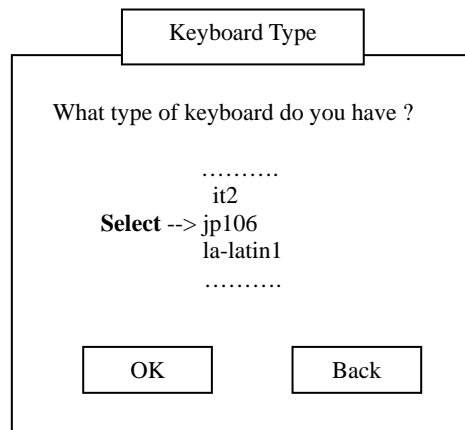 Keyboard Type
What type of keyboard do you have ?
……….
it2
Select --> jp106
la-latin1
……….
OK
Back